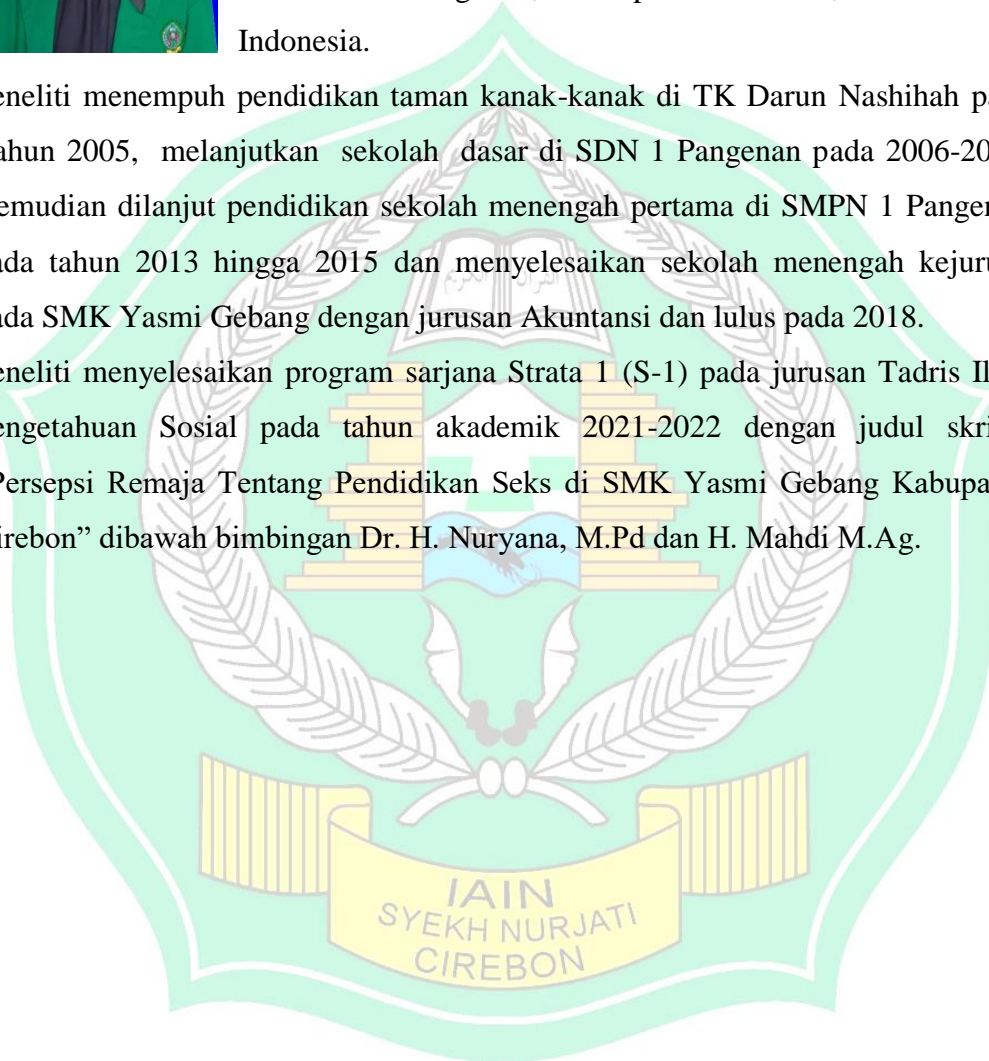 Indonesia.
eneliti menempuh pendidikan taman kanak-kanak di TK Darun Nashihah pa
ahun 2005, melanjutkan sekolah dasar di SDN 1 Pangenan pada 2006-20
emudian dilanjut pendidikan sekolah menengah pertama di SMPN 1 Pangen
ada tahun 2013 hingga 2015 dan menyelesaikan sekolah menengah kejuru
ada SMK Yasmi Gebang dengan jurusan Akuntansi dan lulus pada 2018.
eneliti menyelesaikan program sarjana Strata 1 (S-1) pada jurusan Tadris Il
engetahuan Sosial pada tahun akademik 2021-2022 dengan judul skri
Persepsi Remaja Tentang Pendidikan Seks di SMK Yasmi Gebang Kabupa
irebon” dibawah bimbingan Dr. H. Nuryana, M.Pd dan H. Mahdi M.Ag.
IAIN
SYEKH NURJATI
CIREBON